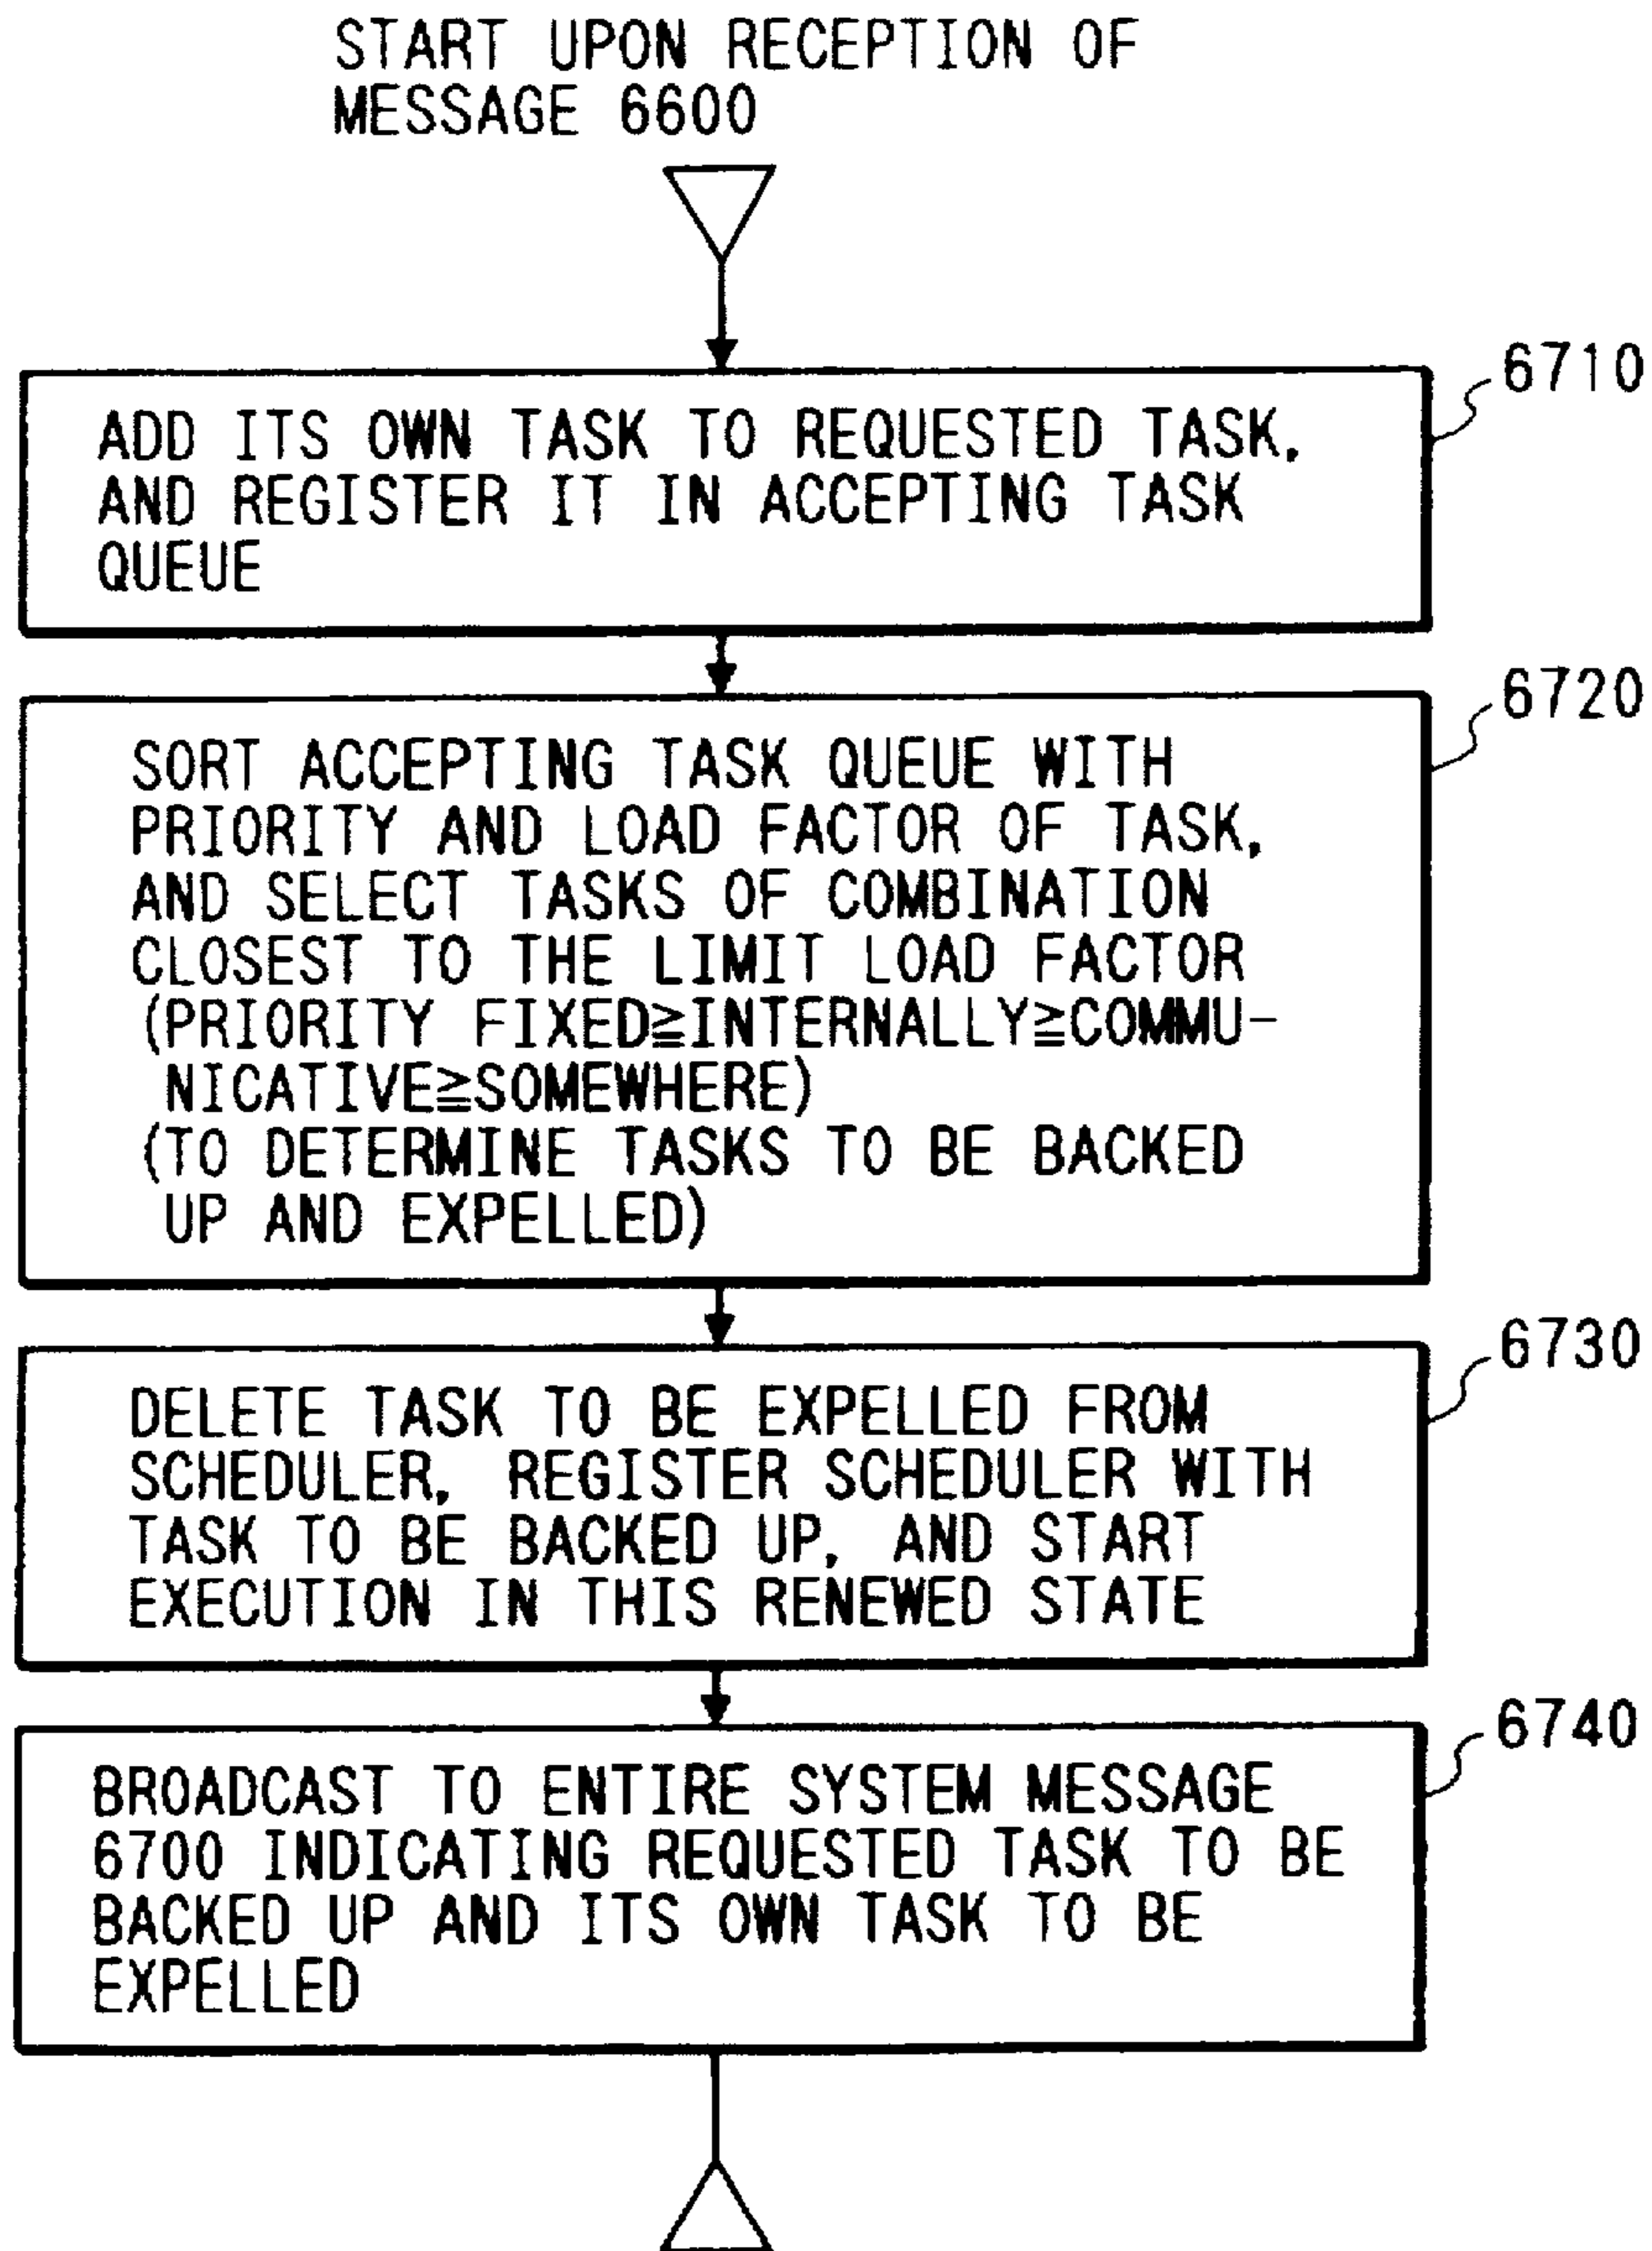 START UPON RECEPTION OF
MESSAGE 6600
6710
ADD ITS OWN TASK TO REQUESTED TASK,
AND REGISTER IT IN ACCEPTING TASK
QUEUE
6720
SORT ACCEPTING TASK QUEUE WITH
PRIORITY AND LOAD FACTOR OF TASK,
AND SELECT TASKS OF COMBINATION
CLOSEST TO THE LIMIT LOAD FACTOR
(PRIORITY FIXED≧INTERNALLY≧COMMU-
NICATIVE≧SOMEWHERE)
(TO DETERMINE TASKS TO BE BACKED
UP AND EXPELLED)
6730
DELETE TASK TO BE EXPELLED FROM
SCHEDULER, REGISTER SCHEDULER WITH
TASK TO BE BACKED UP, AND START
EXECUTION IN THIS RENEWED STATE
6740
BROADCAST TO ENTIRE SYSTEM MESSAGE
6700 INDICATING REQUESTED TASK TO BE
BACKED UP AND ITS OWN TASK TO BE
EXPELLED